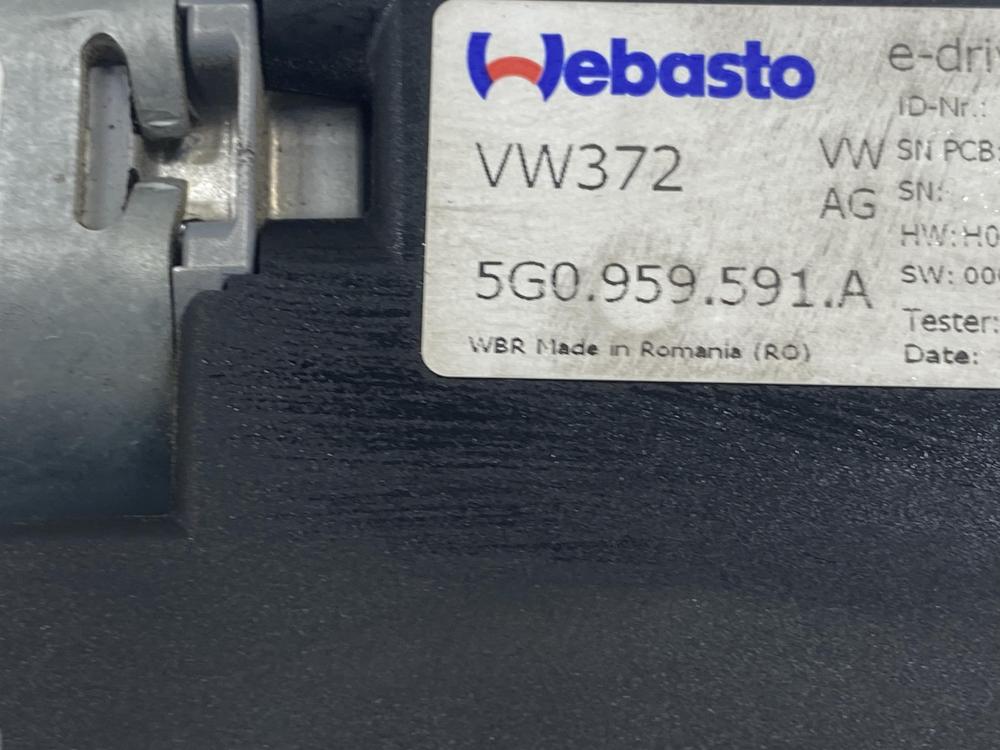 Webasto
VW372
5G0.959.591.A
WBR Made in Romania (RO)
VW
AG
e-dri
ID-Nr.:
SN PCB:
SN:
HW: H0
SW: 00
Tester:
Date: